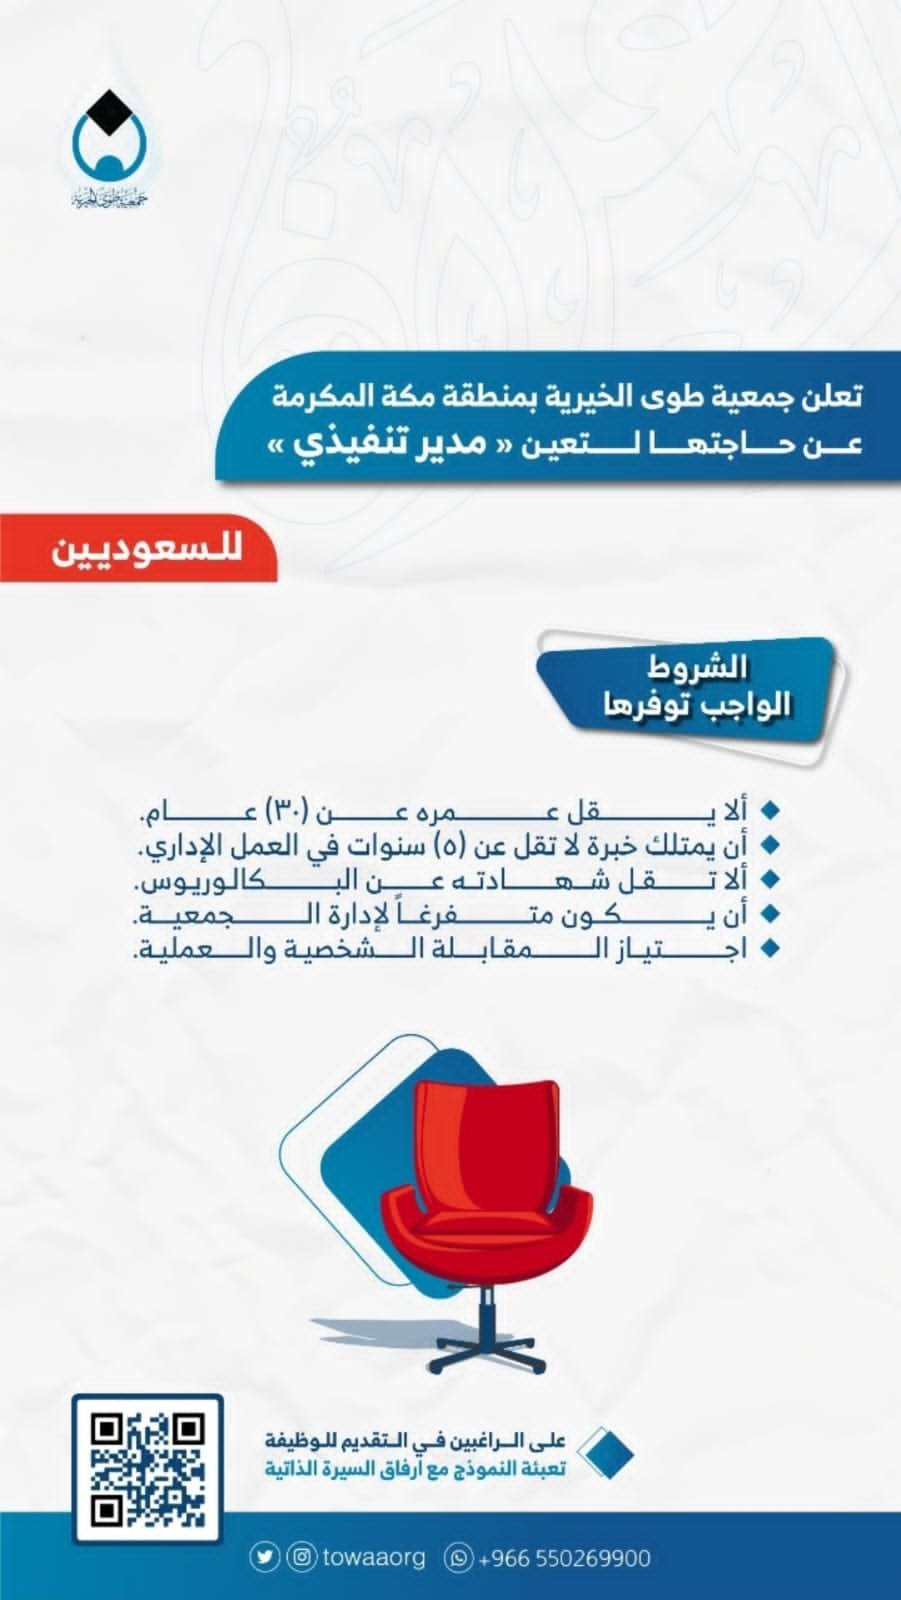 جمعية طوى الخيرية
تعلن جمعية طوى الخيرية بمنطقة مكة المكرمة
عن حاجتها لتعين « مدير تنفيذي »
للسعوديين
الشروط
الواجب توفرها
ألا يقل عمره عن (٣٠) عام.
أن يمتلك خبرة لا تقل عن (٥) سنوات في العمل الإداري.
ألا تقل شهادته عن البكالوريوس.
أن يكون متفرغاً لإدارة الجمعية.
اجتياز المقابلة الشخصية والعملية.
على الراغبين في التقديم للوظيفة
تعبئة النموذج مع ارفاق السيرة الذاتية
towaaorg +966 550269900